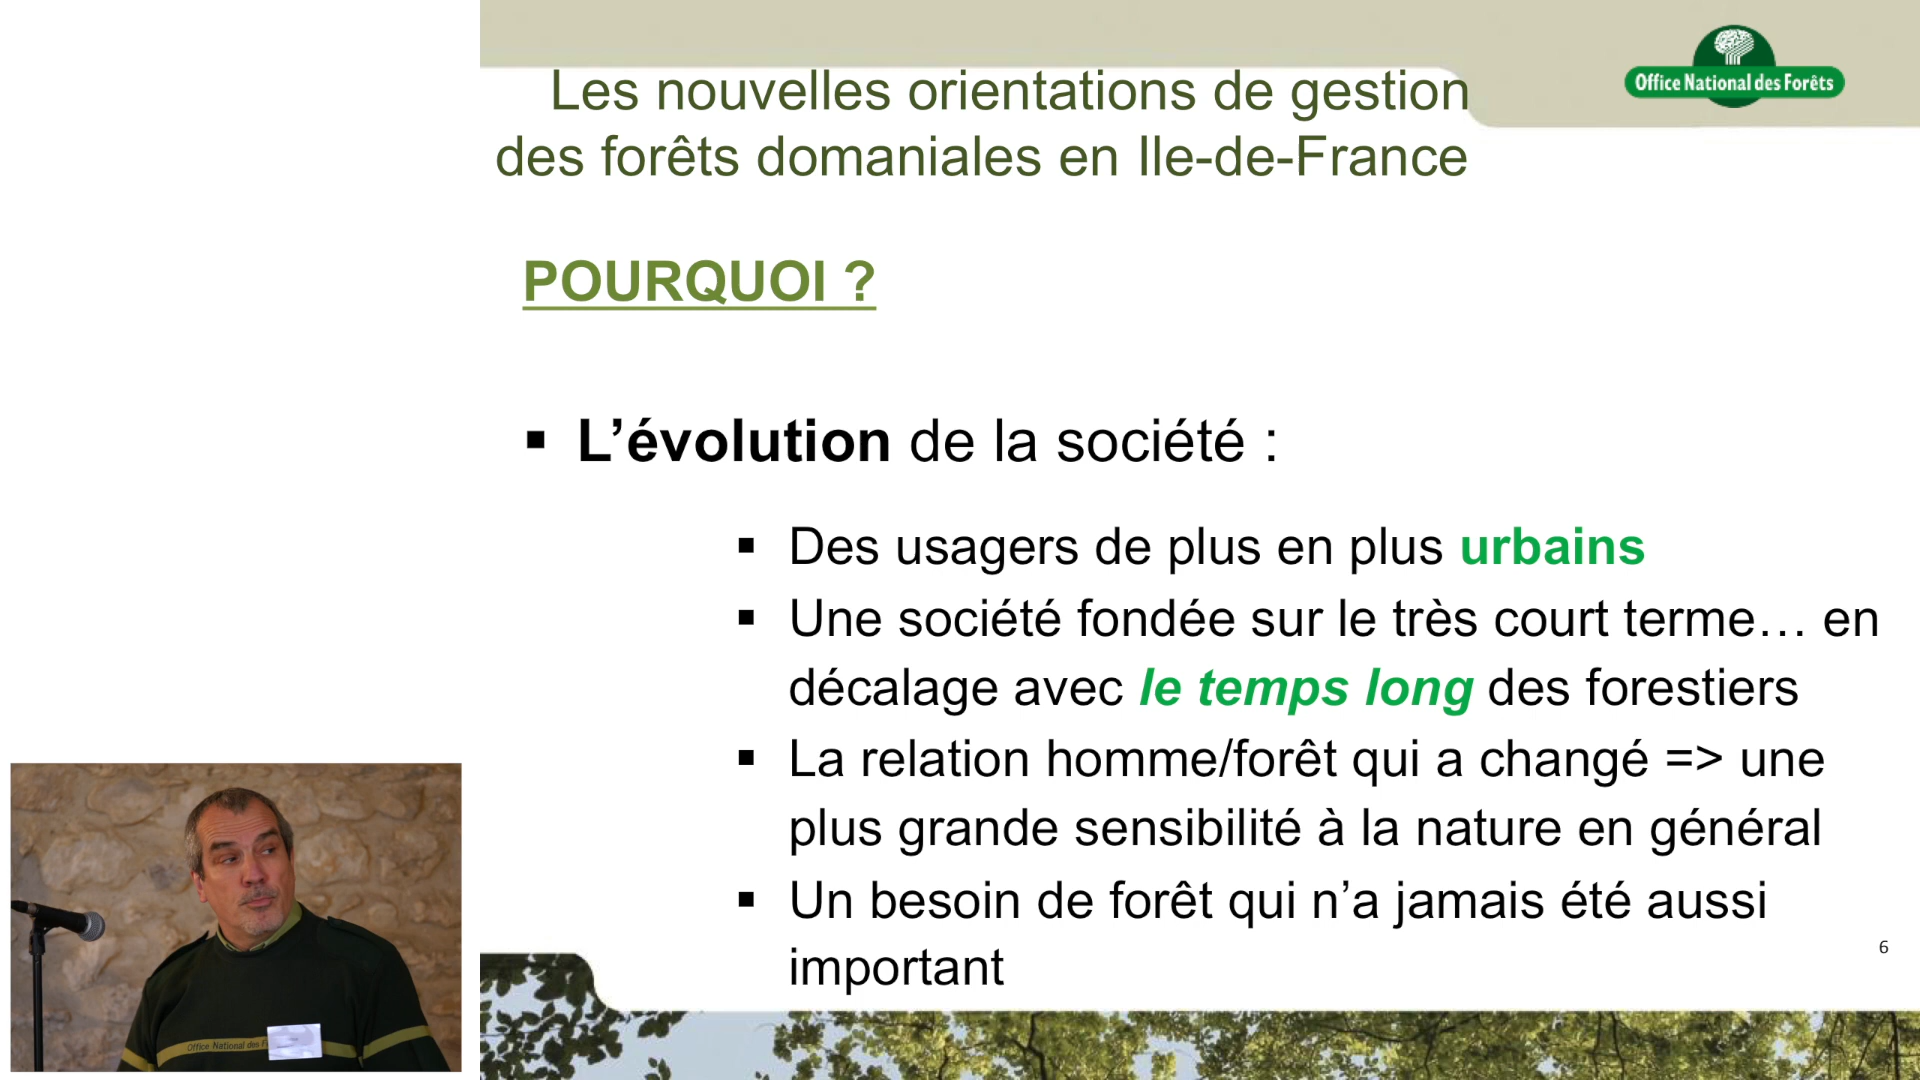 Les nouvelles orientations de gestion
des forêts domaniales en Ile-de-France
Office National des Forêts
POURQUOI ?
▪ L’évolution de la société :
▪ Des usagers de plus en plus urbains
▪ Une société fondée sur le très court terme… en
décalage avec le temps long des forestiers
▪ La relation homme/forêt qui a changé => une
plus grande sensibilité à la nature en général
▪ Un besoin de forêt qui n’a jamais été aussi
important
6
Office National des